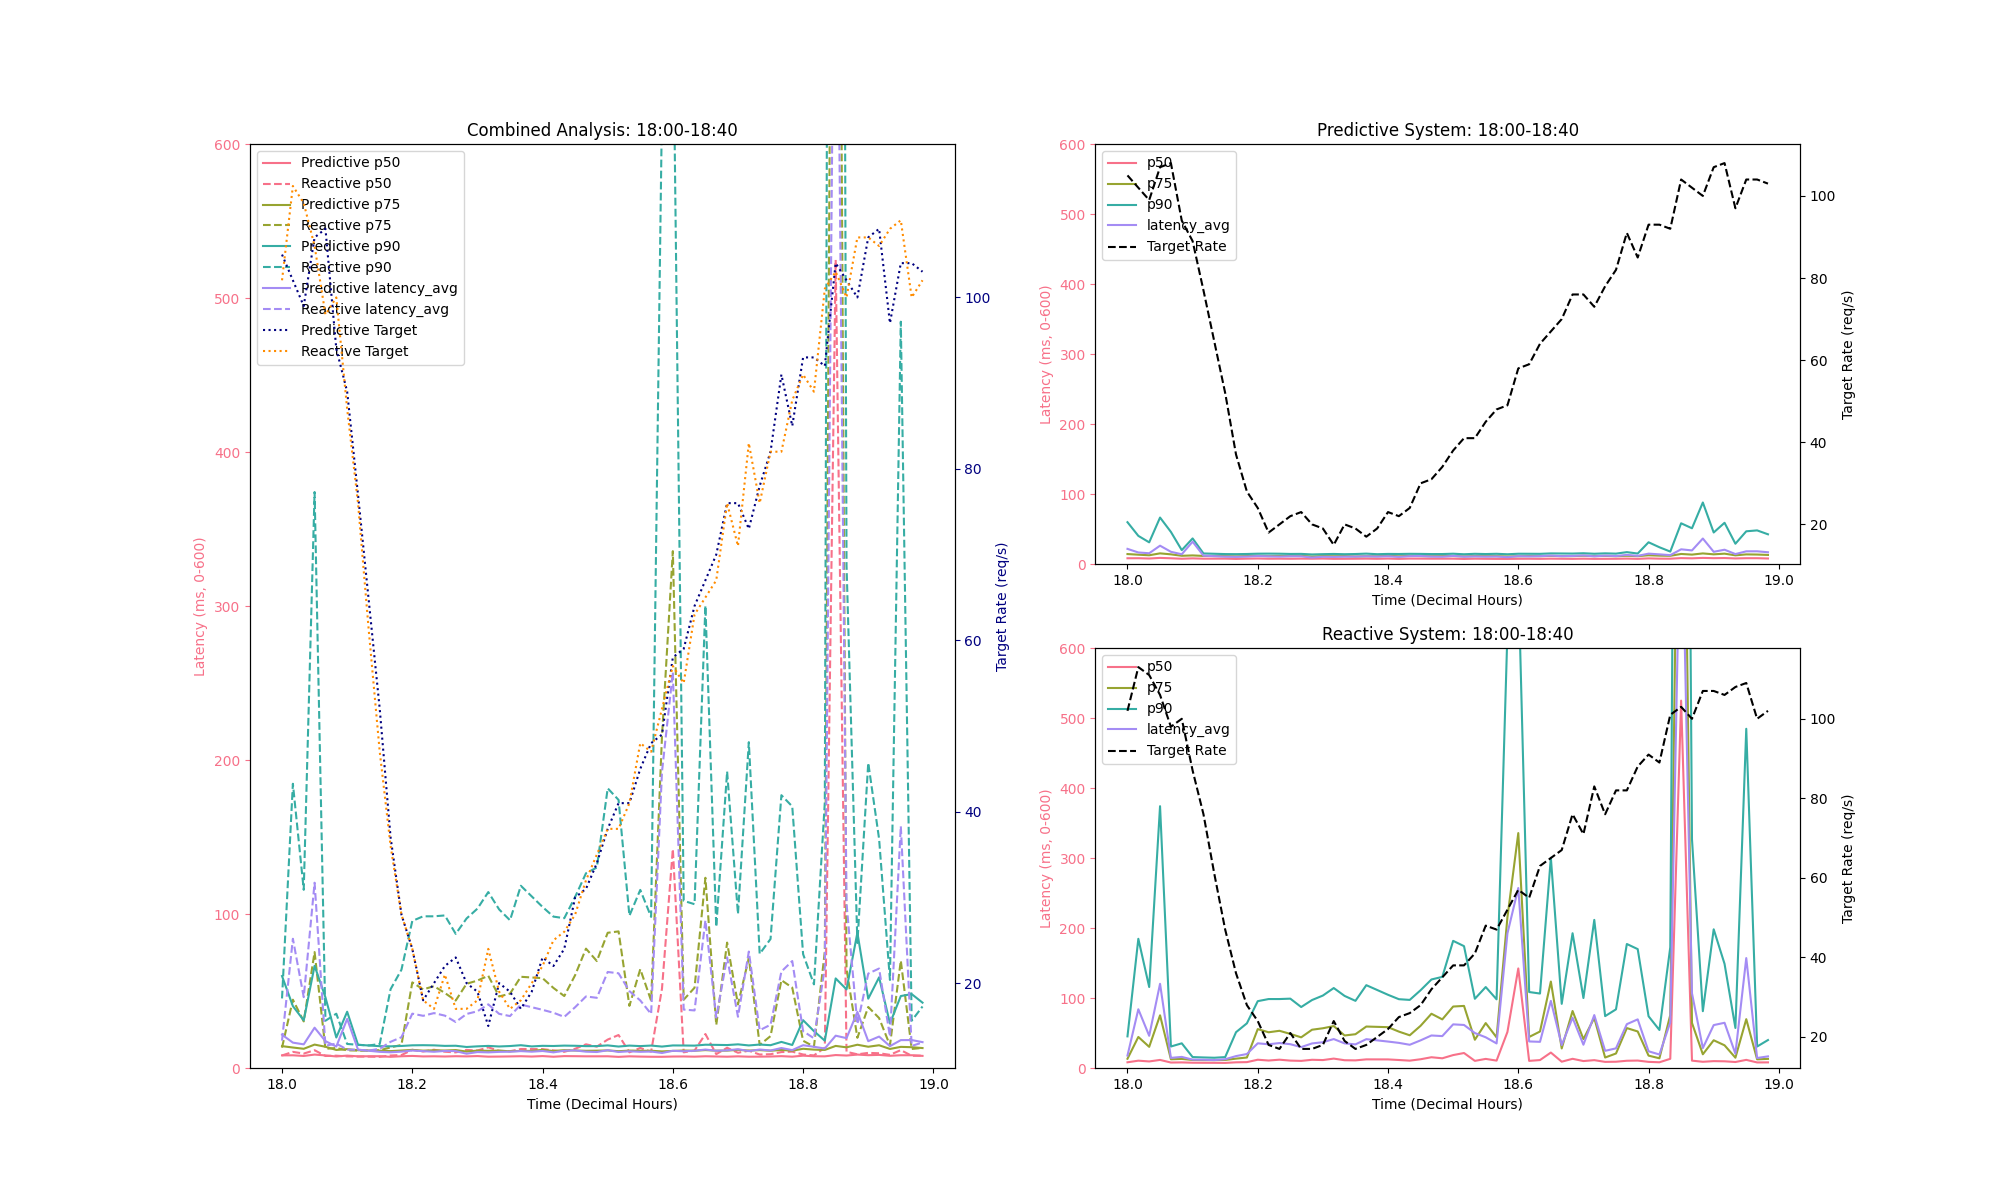 Combined Analysis: 18:00-18:40
600
500
400
300
200
100
0
Latency (ms, 0-600)
Predictive p50
Reactive p50
Predictive p75
Reactive p75
Predictive p90
Reactive p90
Predictive latency_avg
Reactive latency_avg
Predictive Target
Reactive Target
100
80
60
40
20
Target Rate (req/s)
18.0 18.2 18.4 18.6 18.8 19.0
Time (Decimal Hours)
Predictive System: 18:00-18:40
600
500
400
300
200
100
0
Latency (ms, 0-600)
p50
p75
p90
latency_avg
Target Rate
100
80
60
40
20
Target Rate (req/s)
18.0 18.2 18.4 18.6 18.8 19.0
Time (Decimal Hours)
Reactive System: 18:00-18:40
600
500
400
300
200
100
0
Latency (ms, 0-600)
p50
p75
p90
latency_avg
Target Rate
100
80
60
40
20
Target Rate (req/s)
18.0 18.2 18.4 18.6 18.8 19.0
Time (Decimal Hours)